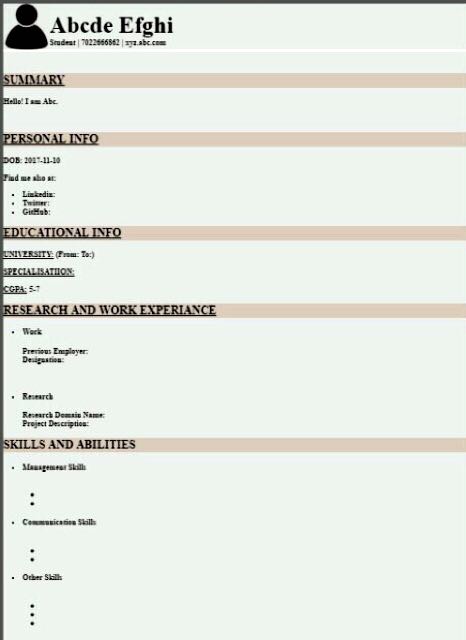 Abcde Efghi
Student | 7022666862 | xyz.abc.com
SUMMARY
Hello! I am Abc.
PERSONAL INFO
DOB: 2017-11-10
Find me also at:
Linkedin:
Twitter:
GitHub:
EDUCATIONAL INFO
UNIVERSITY: (From: To:)
SPECIALISATIION:
CGPA: 5-7
RESEARCH AND WORK EXPERIANCE
Work
Previous Employer:
Designation:
Research
Research Domain Name:
Project Description:
SKILLS AND ABILITIES
Management Skills
Communication Skills
Other Skills